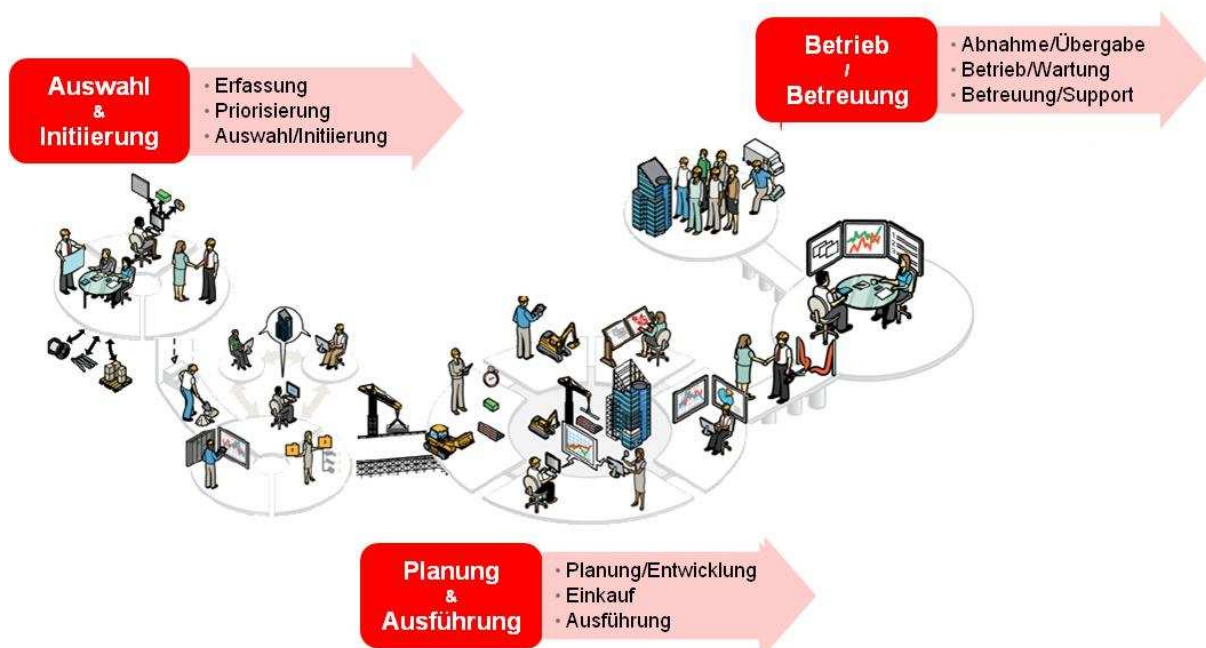 Auswahl
&
Initiierung
• Erfassung
• Priorisierung
• Auswahl/Initiierung
Betrieb
/
Betreuung
• Abnahme/Übergabe
• Betrieb/Wartung
• Betreuung/Support
Planung
&
Ausführung
• Planung/Entwicklung
• Einkauf
• Ausführung